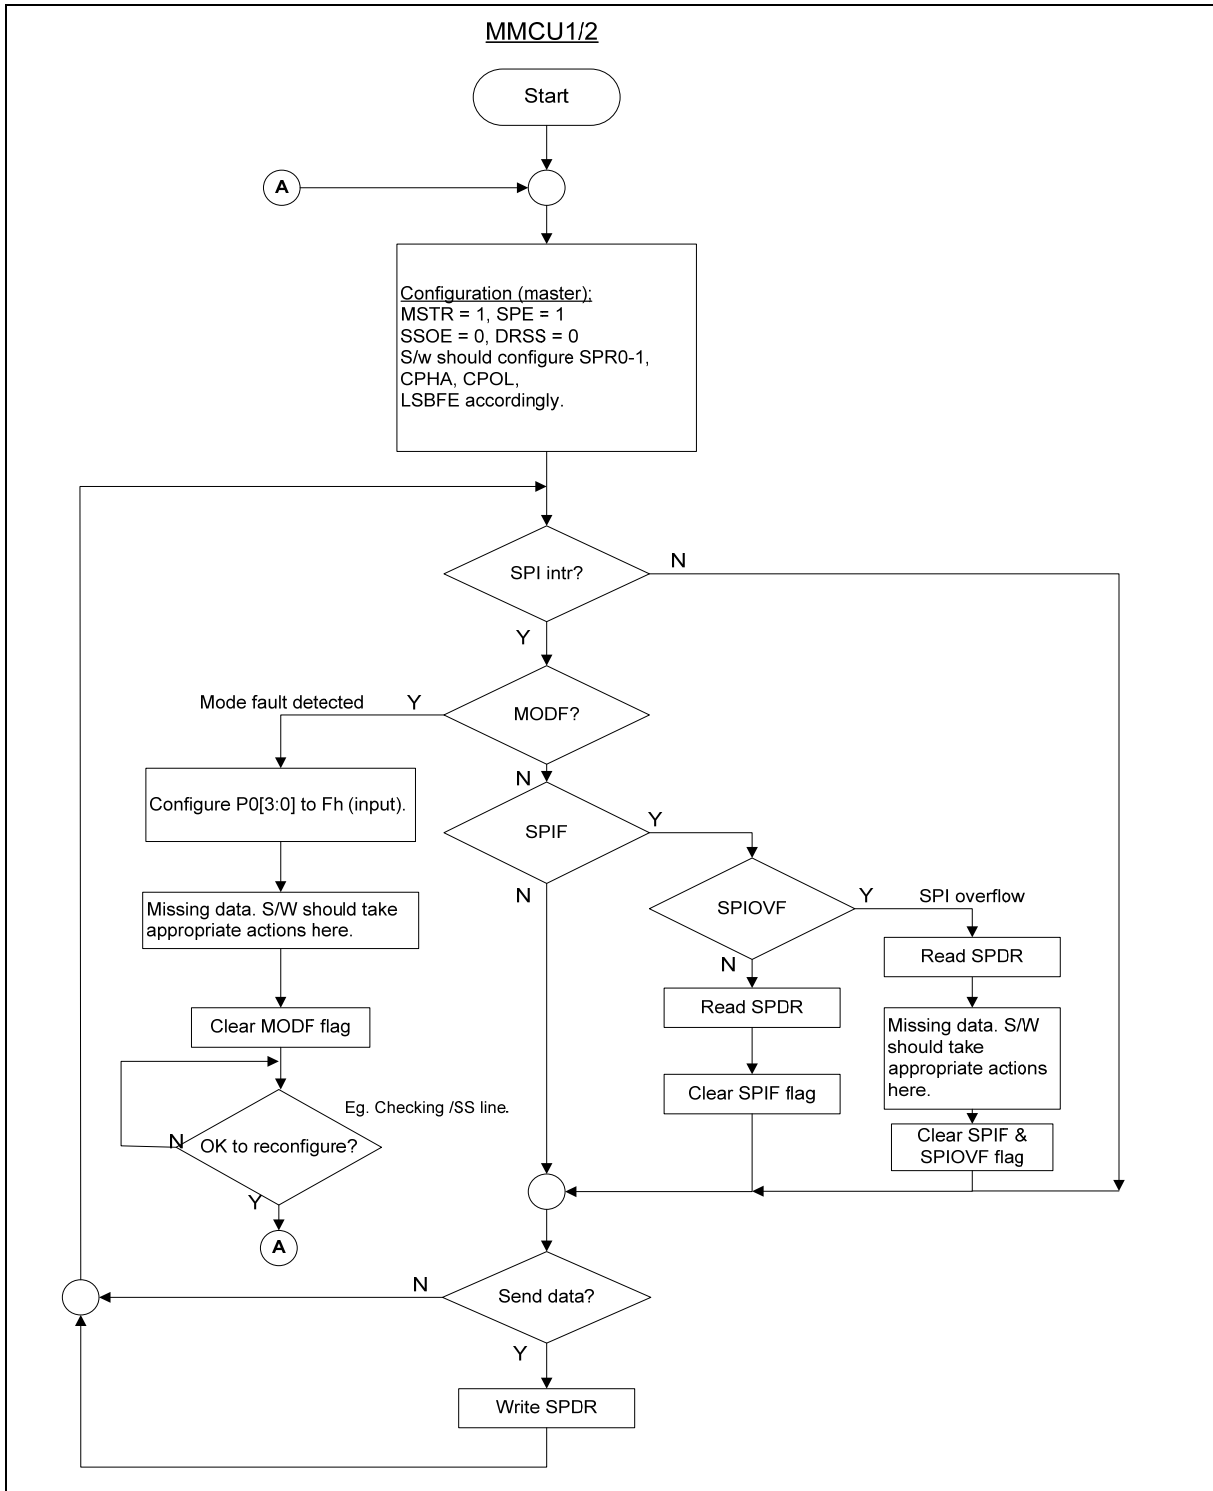 MMCU1/2
Start
A
Configuration (master):
MSTR = 1, SPE = 1
SSOE = 0, DRSS = 0
S/w should configure SPR0-1,
CPHA, CPOL,
LSBFE accordingly.
SPI intr?
N
Y
Mode fault detected
Y
MODF?
N
Configure P0[3:0] to Fh (input).
SPIF
Y
N
Missing data. S/W should take
appropriate actions here.
SPIOVF
Y
SPI overflow
N
Read SPDR
Read SPDR
Clear MODF flag
Missing data. S/W
should take
appropriate actions
here.
Clear SPIF flag
Eg. Checking /SS line.
OK to reconfigure?
N
Y
Clear SPIF &
SPIOVF flag
A
Send data?
N
Y
Write SPDR